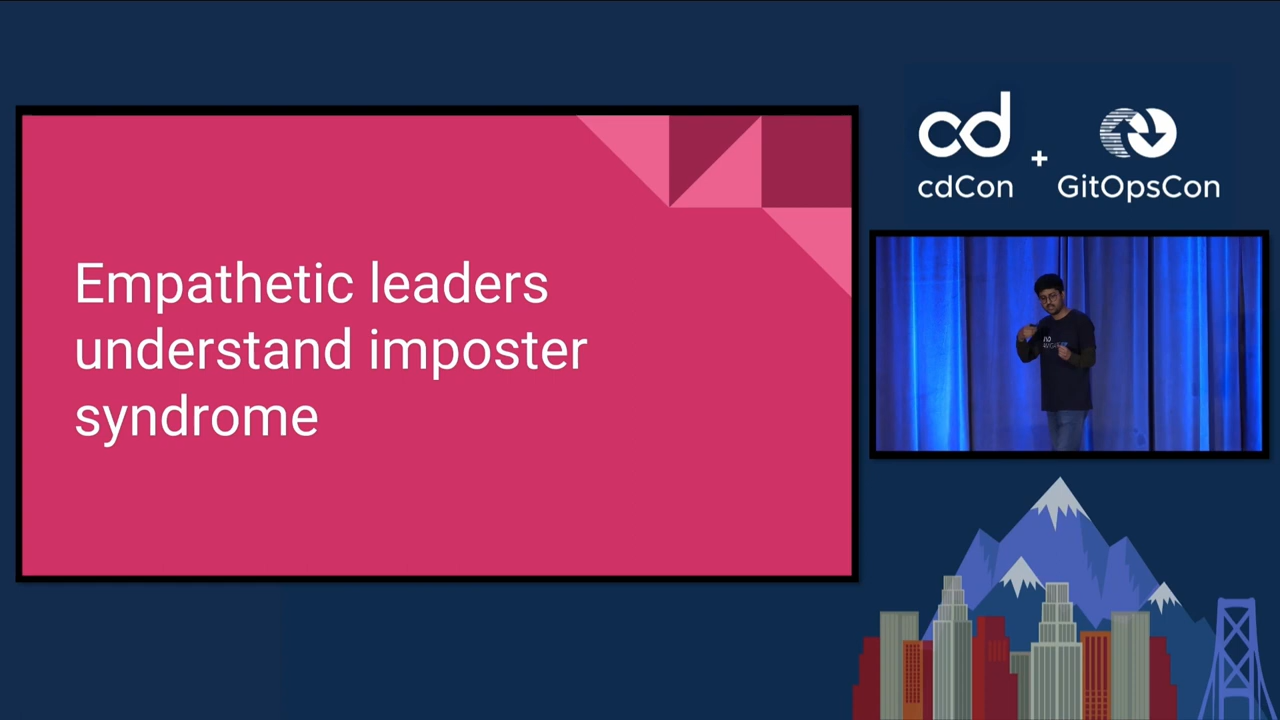 Empathetic leaders
understand imposter
syndrome
cd
+
cdCon
GitOpsCon